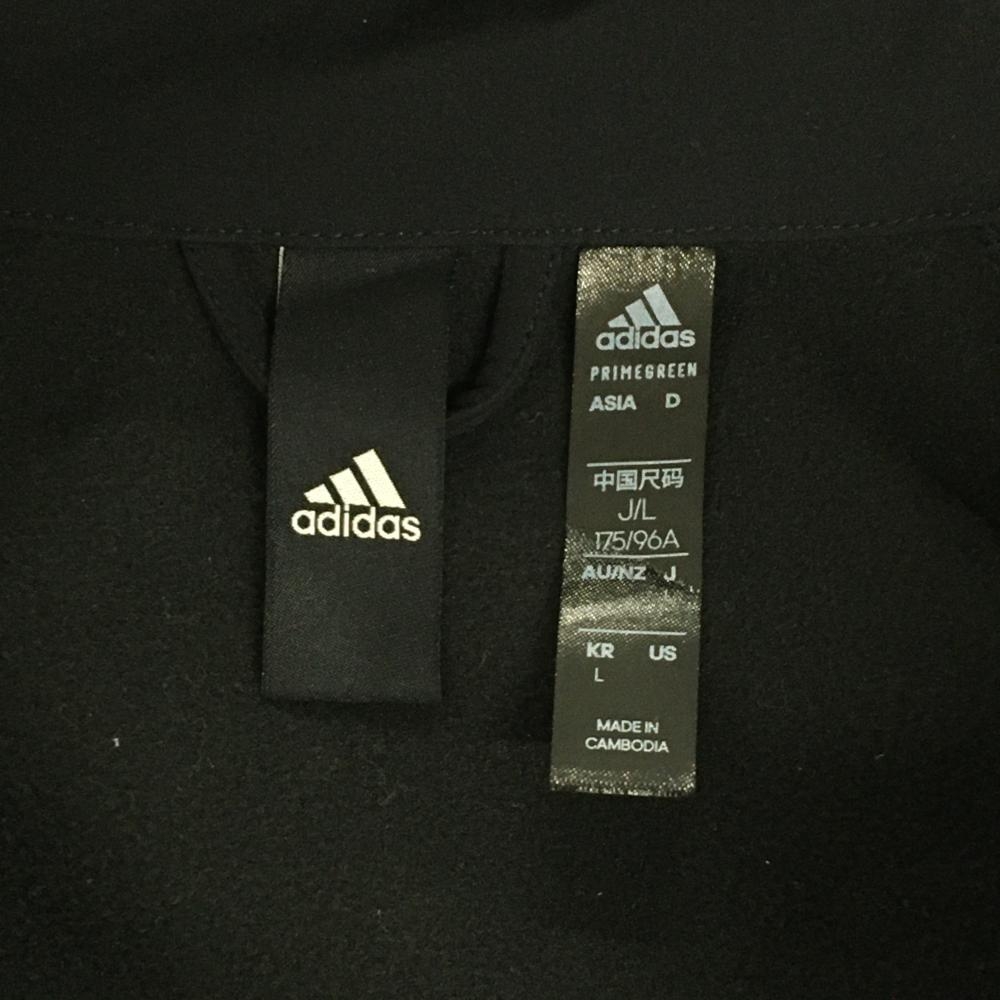 adidas
adidas
PRIMEGREEN
ASIA D
中国尺码
J/L
175/96A
AU/NZ J
KR US
L
MADE IN
CAMBODIA